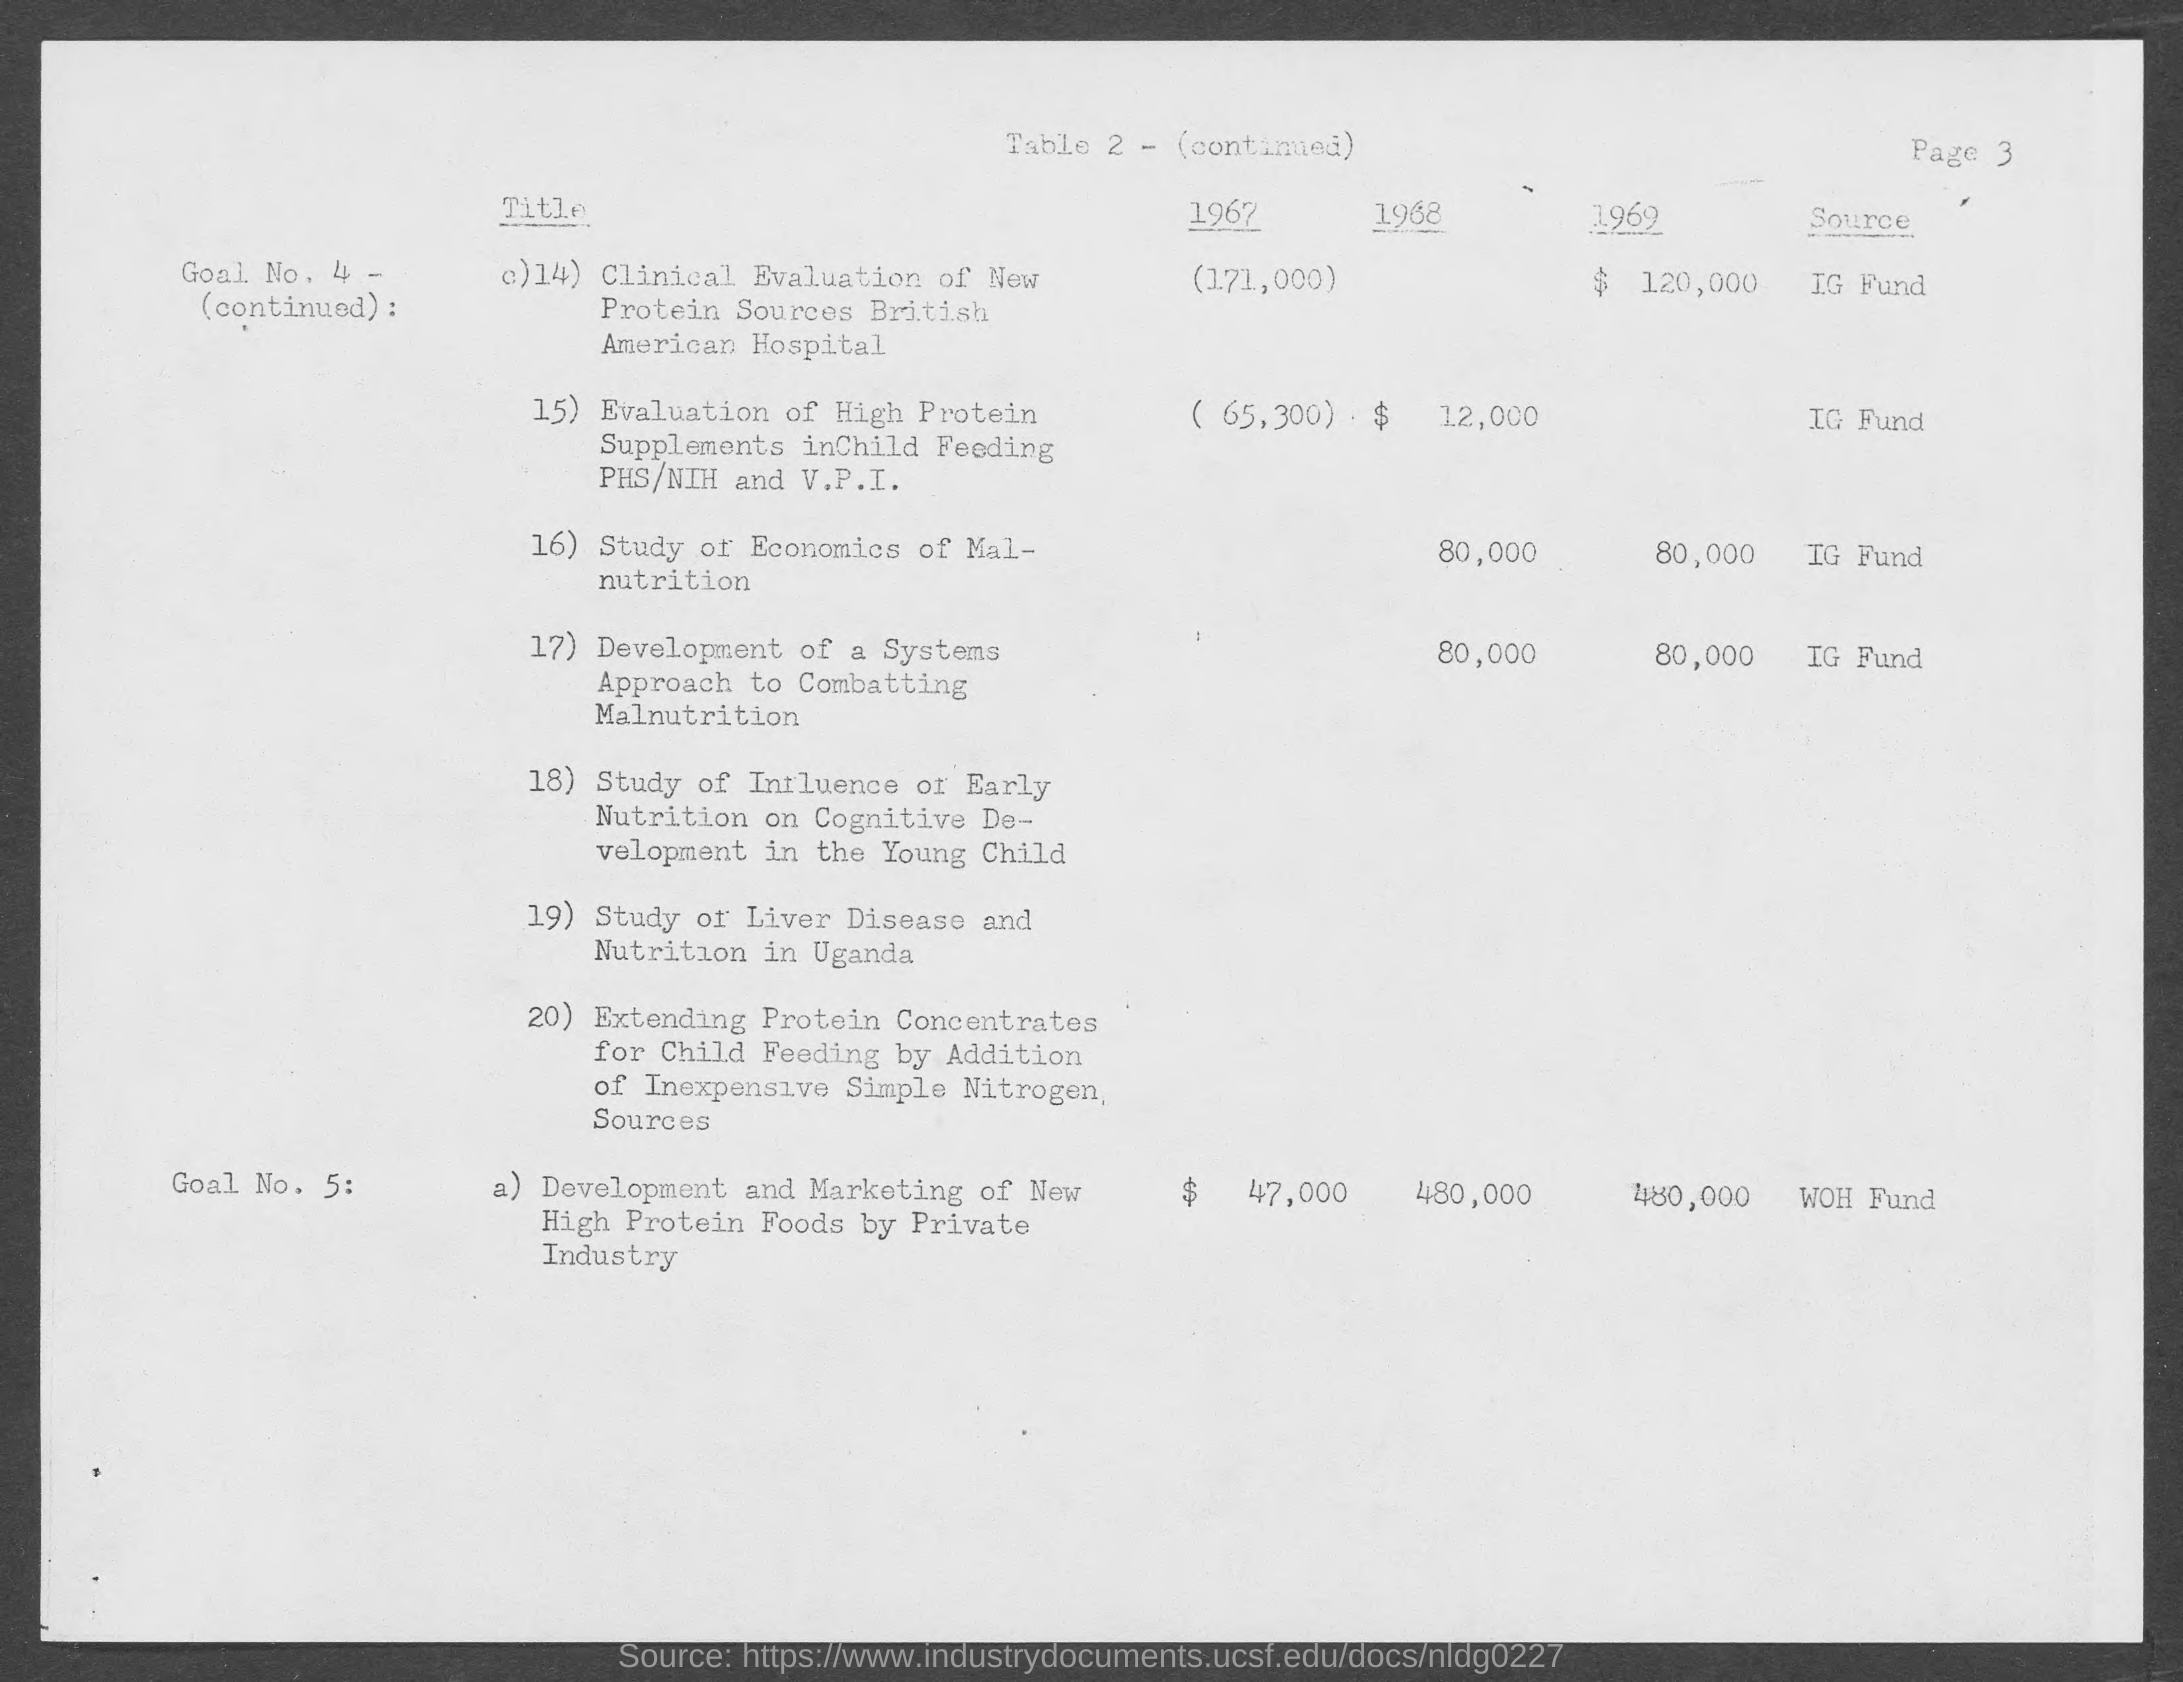 Table 2 - (continued)
Page 3
Title 1967 1968 1969 Source
Goal No. 4 - c)14) Clinical Evaluation of New (171,000) $ 120,000 IG Fund
(continued): Protein Sources British
American Hospital
15) Evaluation of High Protein ( 65,300) $ 12,000 IG Fund
Supplements inChild Feeding
PHS/NIH and V.P.I.
16) Study of Economics of Mal- 80,000 80,000 IG Fund
nutrition
17) Development of a Systems 80,000 80,000 IG Fund
Approach to Combatting
Malnutrition
18) Study of Influence of Early
Nutrition on Cognitive De-
velopment in the Young Child
19) Study of Liver Disease and
Nutrition in Uganda
20) Extending Protein Concentrates
for Child Feeding by Addition
of Inexpensive Simple Nitrogen
Sources
Goal No. 5: a) Development and Marketing of New $ 47,000 480,000 480,000 WOH Fund
High Protein Foods by Private
Industry
Source: https://www.industrydocuments.ucsf.edu/docs/nldg0227